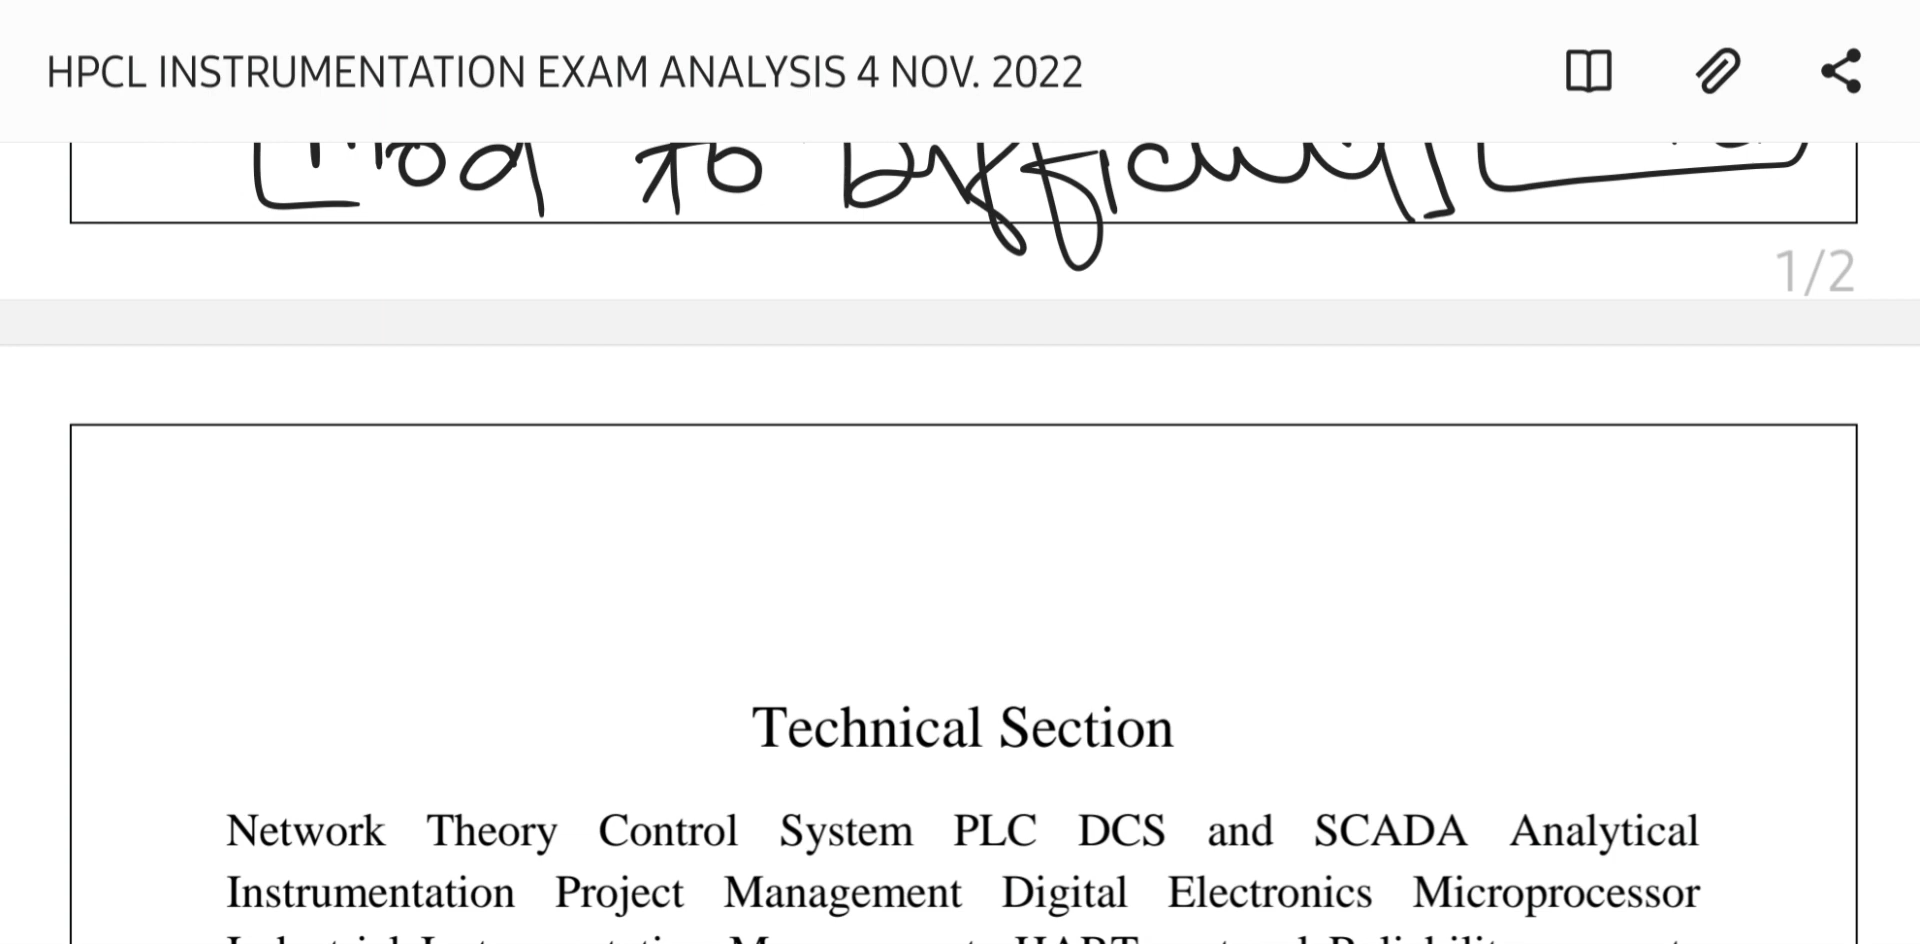 HPCL INSTRUMENTATION EXAM ANALYSIS 4 NOV. 2022
Mod to Difficulty
1/2
Technical Section
Network Theory Control System PLC DCS and SCADA Analytical
Instrumentation Project Management Digital Electronics Microprocessor